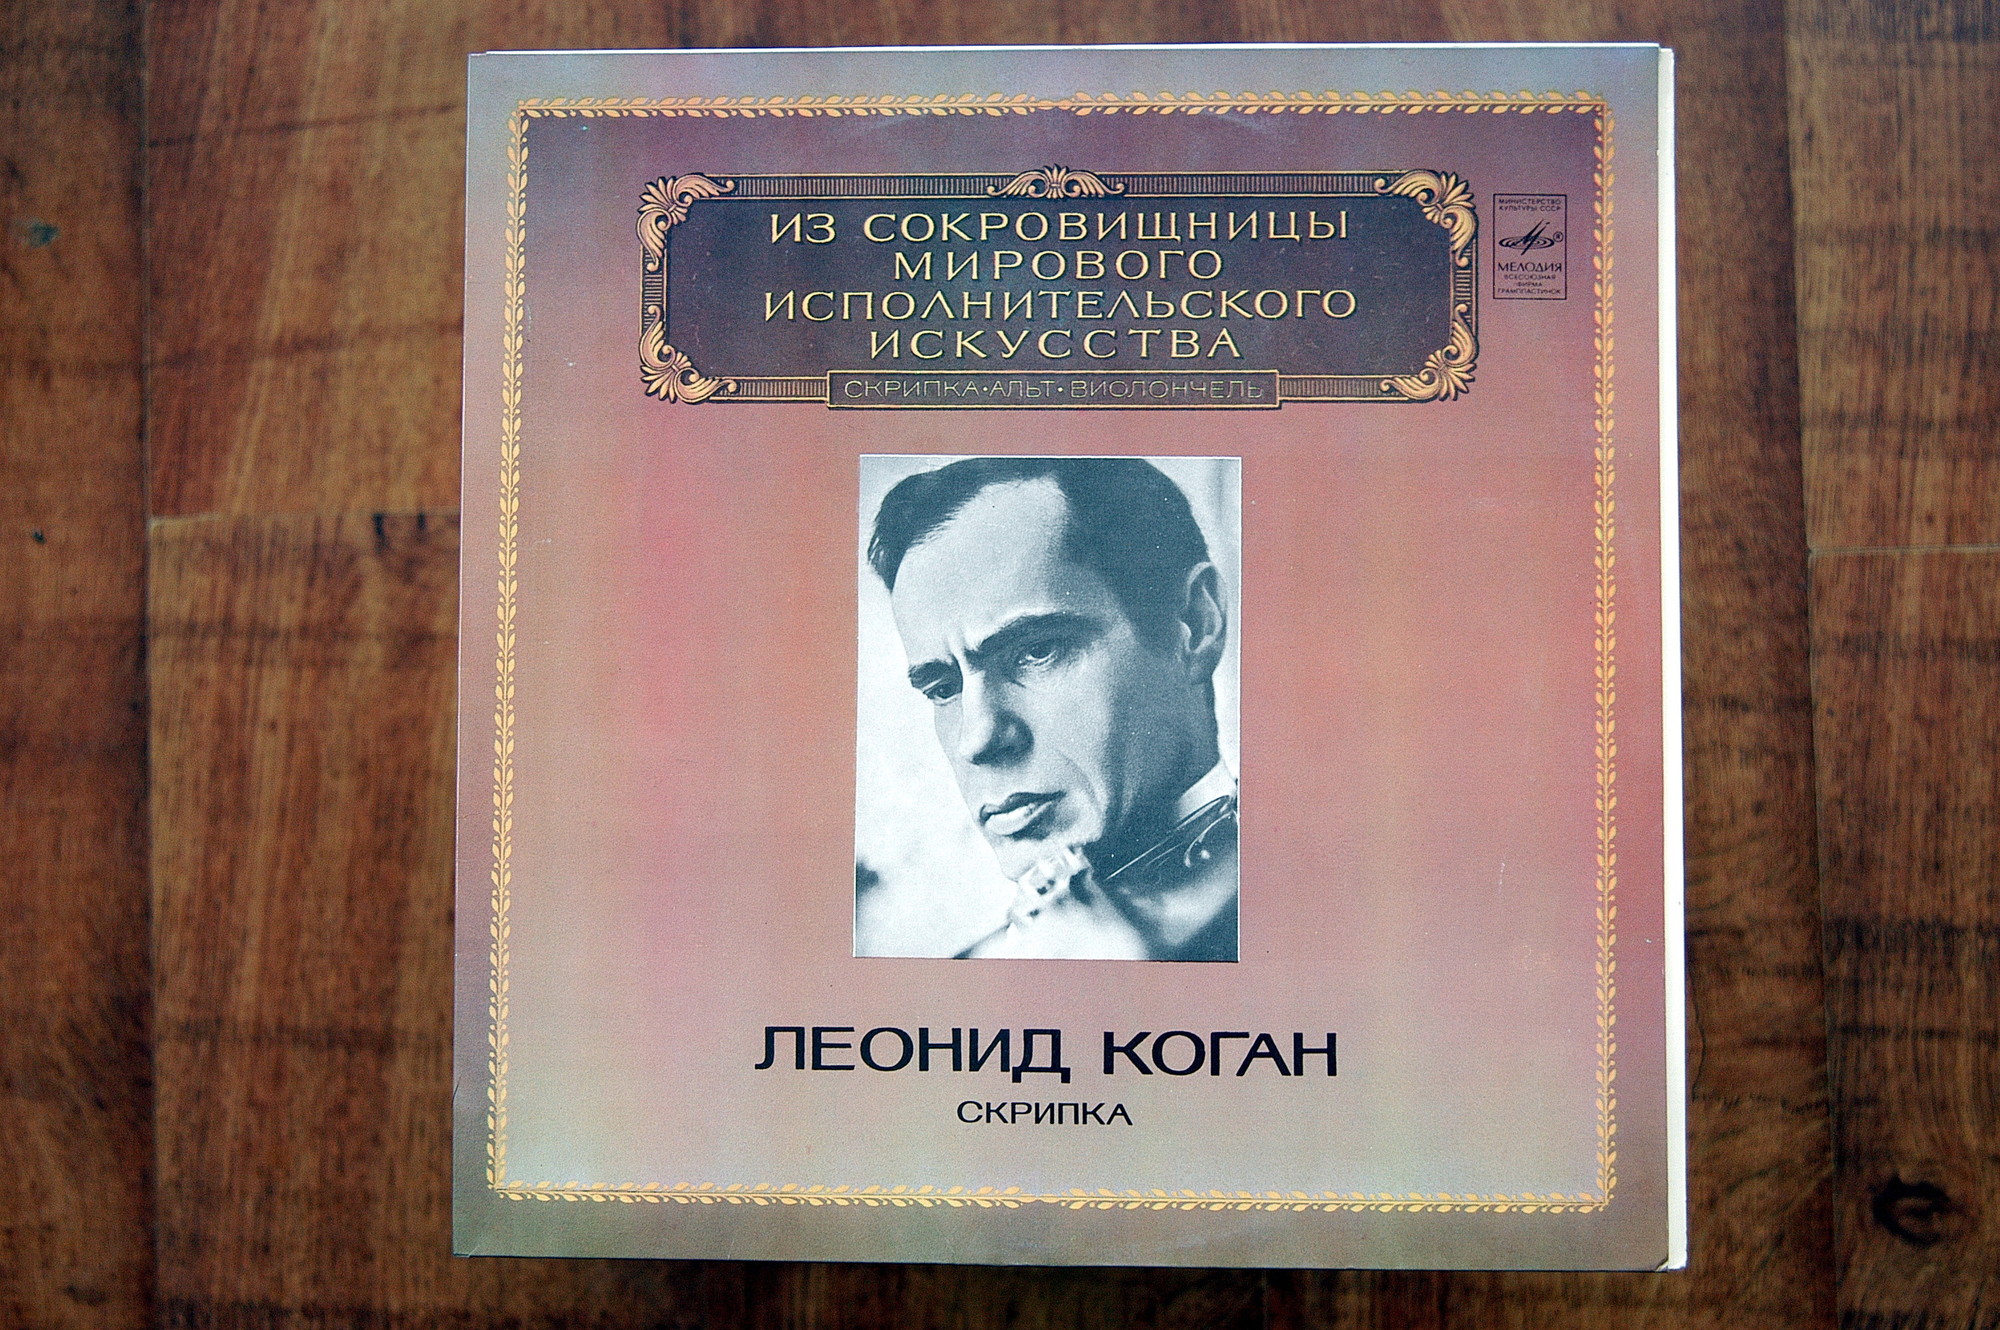 ИЗ СОКРОВИЩНИЦЫ
МИРОВОГО
ИСПОЛНИТЕЛЬСКОГО
ИСКУССТВА
СКРИПКА·АЛЬТ·ВИОЛОНЧЕЛЬ
МИНИСТЕРСТВО
КУЛЬТУРЫ СССР
®
МЕЛОДИЯ
ВСЕСОЮЗНАЯ
ФИРМА
ГРАМПЛАСТИНОК
ЛЕОНИД КОГАН
СКРИПКА